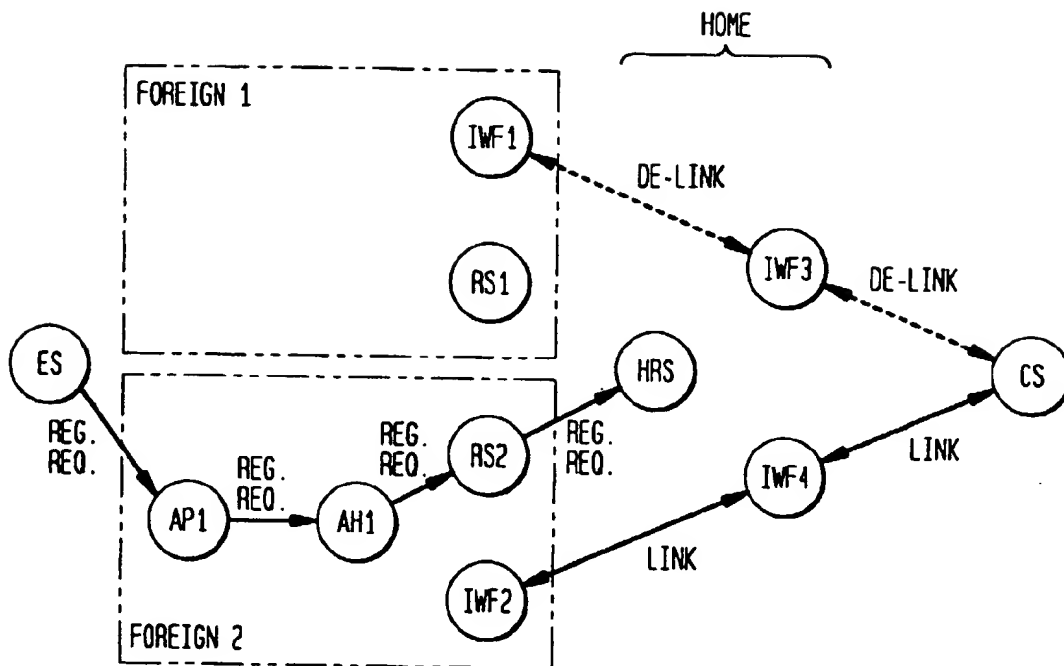 HOME
FOREIGN 1
IWF1
DE-LINK
IWF3
RS1
DE-LINK
ES
HRS
CS
REG.
REQ.
REG.
REQ.
REG.
REQ.
RS2
REG.
REQ.
LINK
AP1
AH1
IWF4
LINK
IWF2
FOREIGN 2